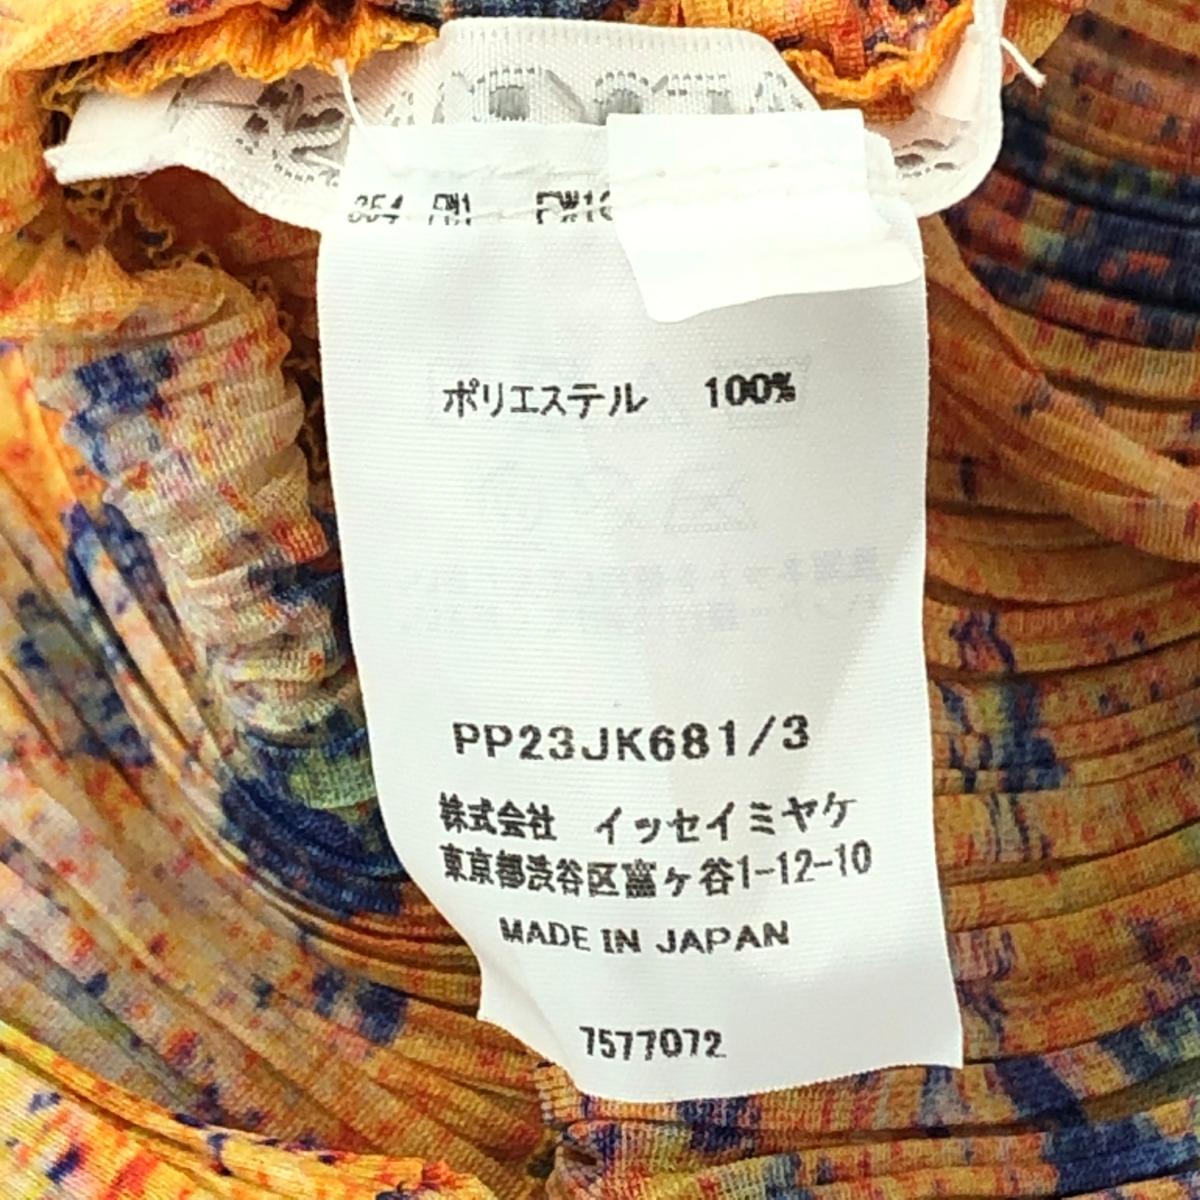 ポリエステル 100%
PP23JK681/3
株式会社 イッセイミヤケ
東京都渋谷区富ヶ谷1-12-10
MADE IN JAPAN
7577072